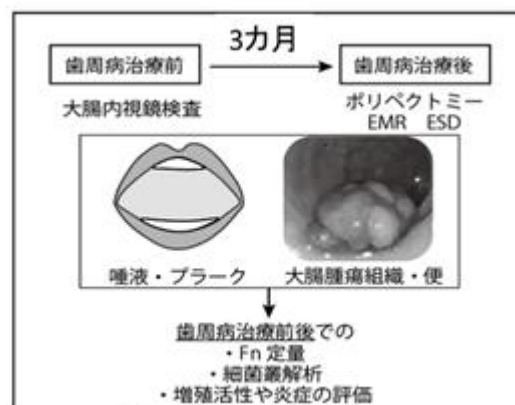 3カ月
歯周病治療前
歯周病治療後
大腸内視鏡検査
ポリペクトミー
EMR ESD
唾液・プラーク
大腸腫瘍組織・便
歯周病治療前後での
・Fn 定量
・細菌叢解析
・増殖活性や炎症の評価